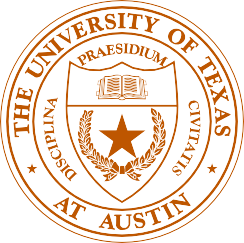 THE UNIVERSITY OF TEXAS
AT AUSTIN
DISCIPLINA
PRAESIDIUM
CIVITATIS